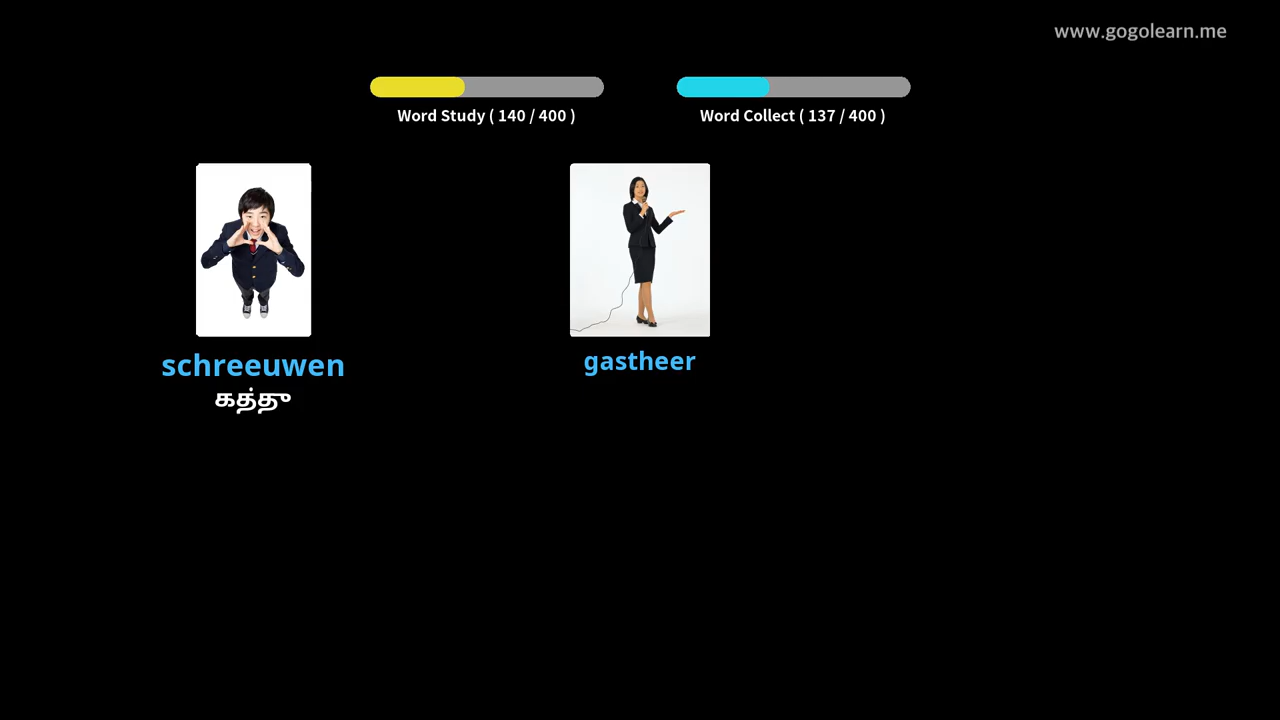 www.gogolearn.me
Word Study ( 140 / 400 )
Word Collect ( 137 / 400 )
schreeuwen
கத்து
gastheer